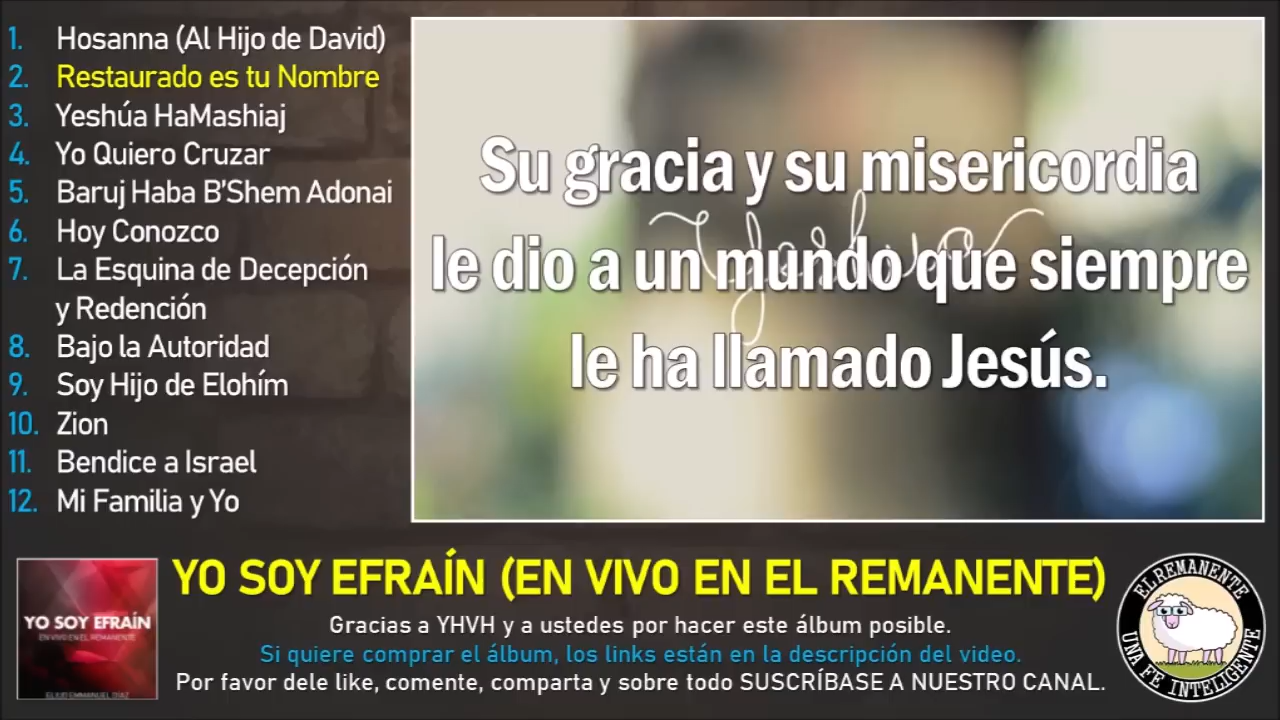 1. Hosanna (Al Hijo de David)
2. Restaurado es tu Nombre
3. Yeshúa HaMashiaj
4. Yo Quiero Cruzar
5. Baruj Haba B'Shem Adonai
6. Hoy Conozco
7. La Esquina de Decepción
y Redención
8. Bajo la Autoridad
9. Soy Hijo de Elohím
10. Zion
11. Bendice a Israel
12. Mi Familia y Yo
Su gracia y su misericordia
le dio a un mundo que siempre
le ha llamado Jesús.
Yeshua
YO SOY EFRAÍN
EN VIVO EN EL REMANENTE
YO SOY EFRAÍN (EN VIVO EN EL REMANENTE)
Gracias a YHVH y a ustedes por hacer este álbum posible.
Si quiere comprar el álbum, los links están en la descripción del video.
Por favor dele like, comente, comparta y sobre todo SUSCRÍBASE A NUESTRO CANAL.
EL REMANENTE
UNA FE INTELIGENTE